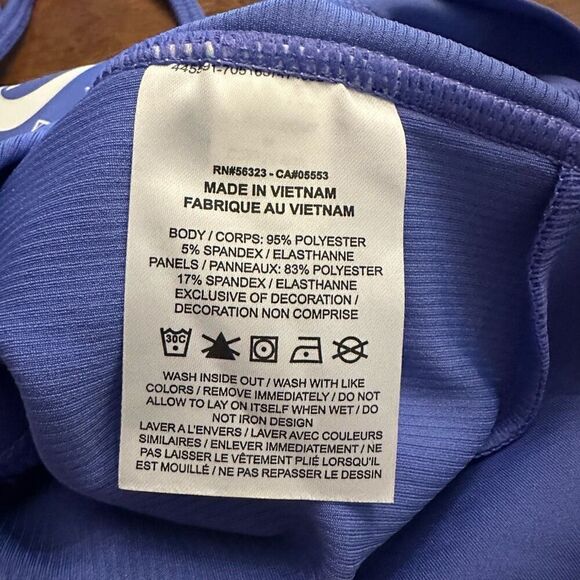 RN#56323 - CA#05553
MADE IN VIETNAM
FABRIQUE AU VIETNAM
BODY / CORPS: 95% POLYESTER
5% SPANDEX / ELASTHANNE
PANELS / PANNEAUX: 83% POLYESTER
17% SPANDEX / ELASTHANNE
EXCLUSIVE OF DECORATION /
DECORATION NON COMPRISE
30C
WASH INSIDE OUT / WASH WITH LIKE
COLORS / REMOVE IMMEDIATELY / DO NOT
ALLOW TO LAY ON ITSELF WHEN WET / DO
NOT IRON DESIGN
LAVER A L'ENVERS / LAVER AVEC COULEURS
SIMILAIRES / ENLEVER IMMEDIATEMENT / NE
PAS LAISSER LE VÊTEMENT PLIÉ LORSQU'IL
EST MOUILLÉ / NE PAS REPASSER LE DESSIN